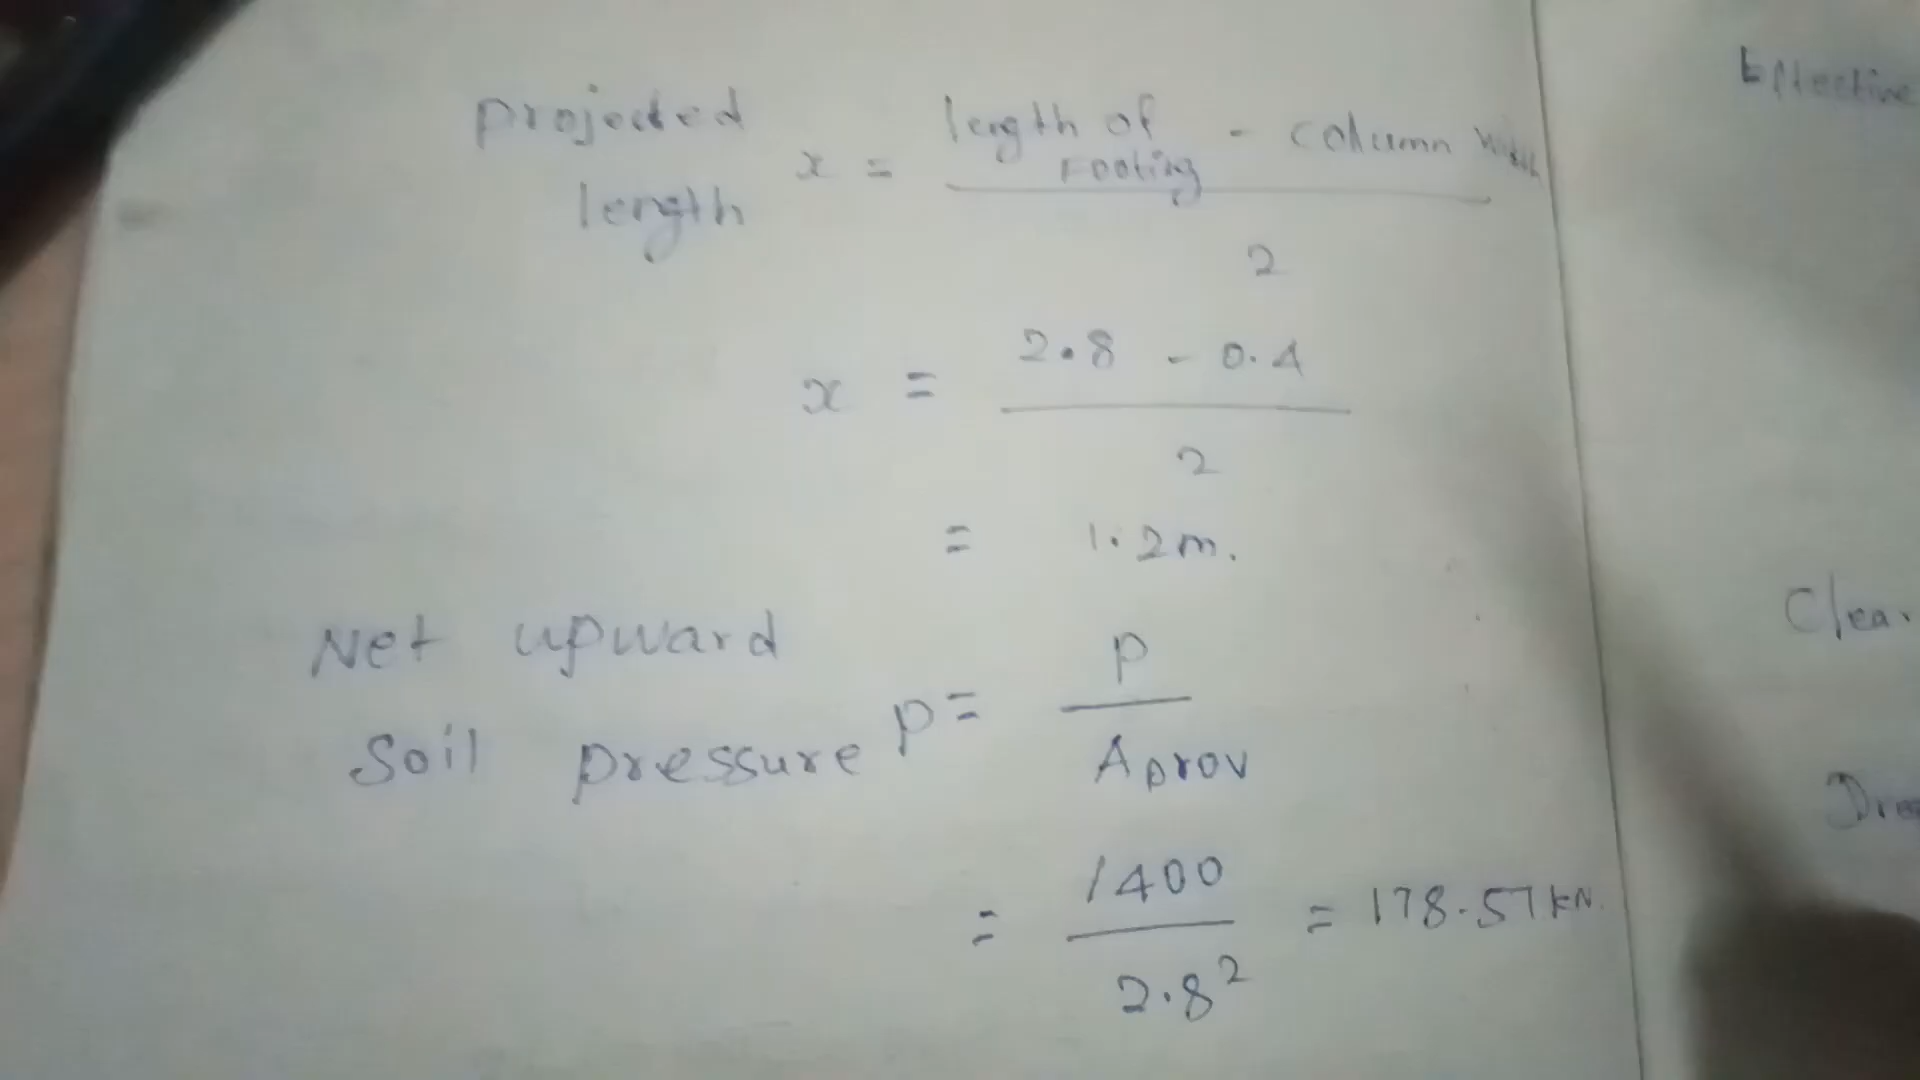 projected
length
x = length of Footing - column width
2
x = 2.8 - 0.4
2
= 1.2m.
Net upward
Soil pressure p = P
Aprov
= 1400
2.8²
= 178.57 kN.
Effective
Clear